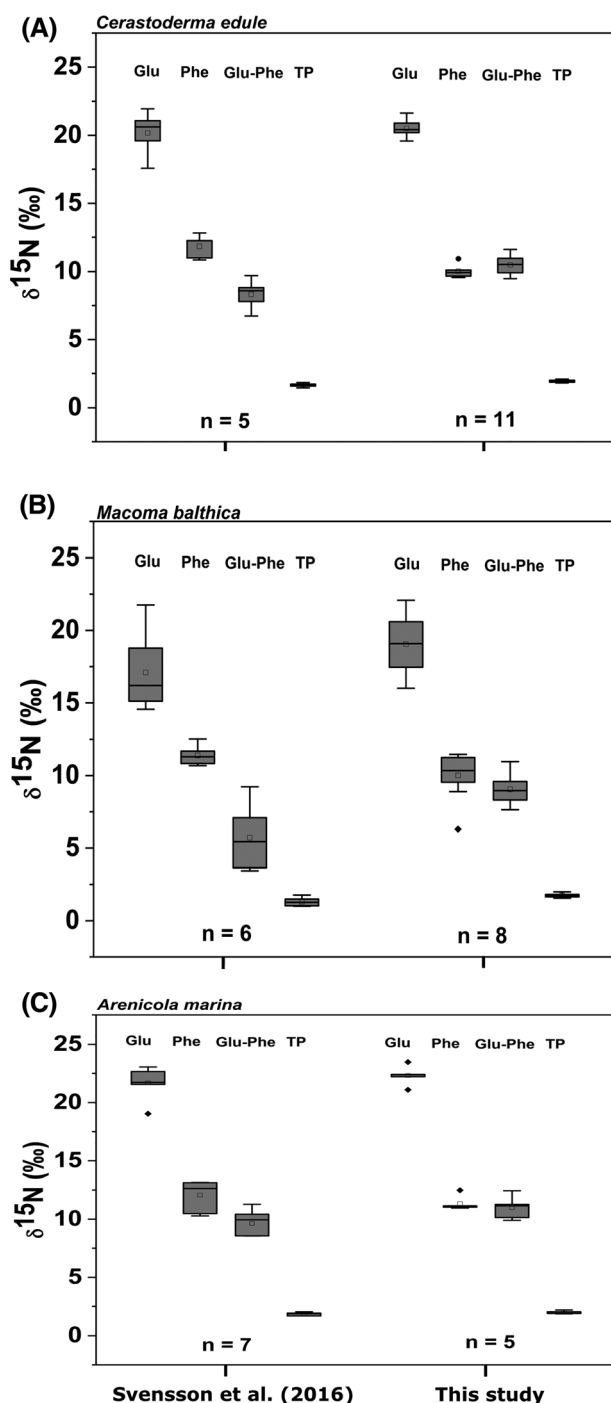 (A) Cerastoderma edule
Glu Phe Glu-Phe TP Glu Phe Glu-Phe TP
25
20
15
10
5
0
δ15N (‰)
n = 5 n = 11
(B) Macoma balthica
Glu Phe Glu-Phe TP Glu Phe Glu-Phe TP
25
20
15
10
5
0
δ15N (‰)
n = 6 n = 8
(C) Arenicola marina
Glu Phe Glu-Phe TP Glu Phe Glu-Phe TP
25
20
15
10
5
0
δ15N (‰)
n = 7 n = 5
Svensson et al. (2016) This study